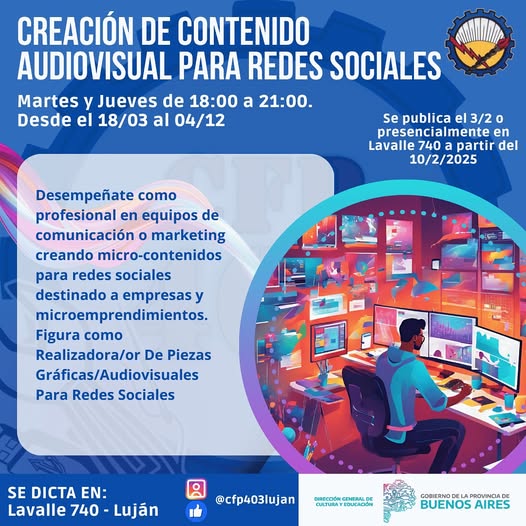 CREACIÓN DE CONTENIDO
AUDIOVISUAL PARA REDES SOCIALES
Martes y Jueves de 18:00 a 21:00.
Desde el 18/03 al 04/12
Se publica el 3/2 o
presencialmente en
Lavalle 740 a partir del
10/2/2025
Desempeñate como
profesional en equipos de
comunicación o marketing
creando micro-contenidos
para redes sociales
destinado a empresas y
microemprendimientos.
Figura como
Realizadora/or De Piezas
Gráficas/Audiovisuales
Para Redes Sociales
SE DICTA EN:
Lavalle 740 - Luján
@cfp403lujan
DIRECCIÓN GENERAL DE
CULTURA Y EDUCACIÓN
GOBIERNO DE LA PROVINCIA DE
BUENOS AIRES